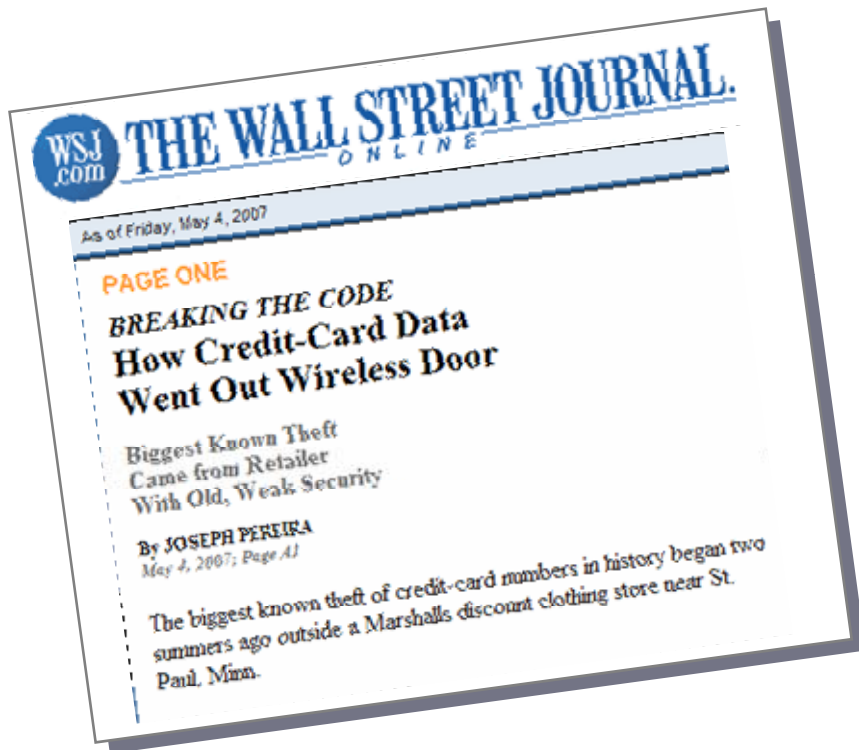 WSJ
.com
THE WALL STREET JOURNAL.
ONLINE
As of Friday, May 4, 2007
PAGE ONE
BREAKING THE CODE
How Credit-Card Data
Went Out Wireless Door
Biggest Known Theft
Came from Retailer
With Old, Weak Security
By JOSEPH PEREIRA
May 4, 2007; Page A1
The biggest known theft of credit-card numbers in history began two
summers ago outside a Marshalls discount clothing store near St.
Paul, Minn.